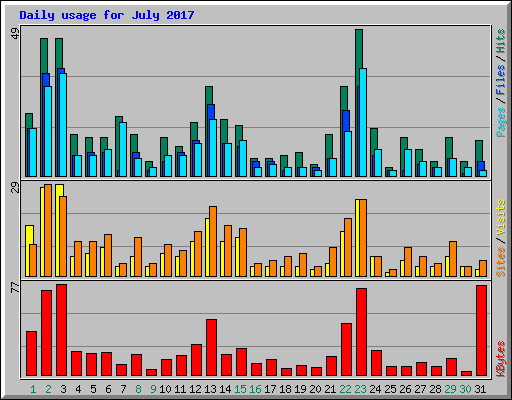 Daily usage for July 2017
49
Pages / Files / Hits
29
Sites / Visits
77
KBytes
1 2 3 4 5 6 7 8 9 10 11 12 13 14 15 16 17 18 19 20 21 22 23 24 25 26 27 28 29 30 31